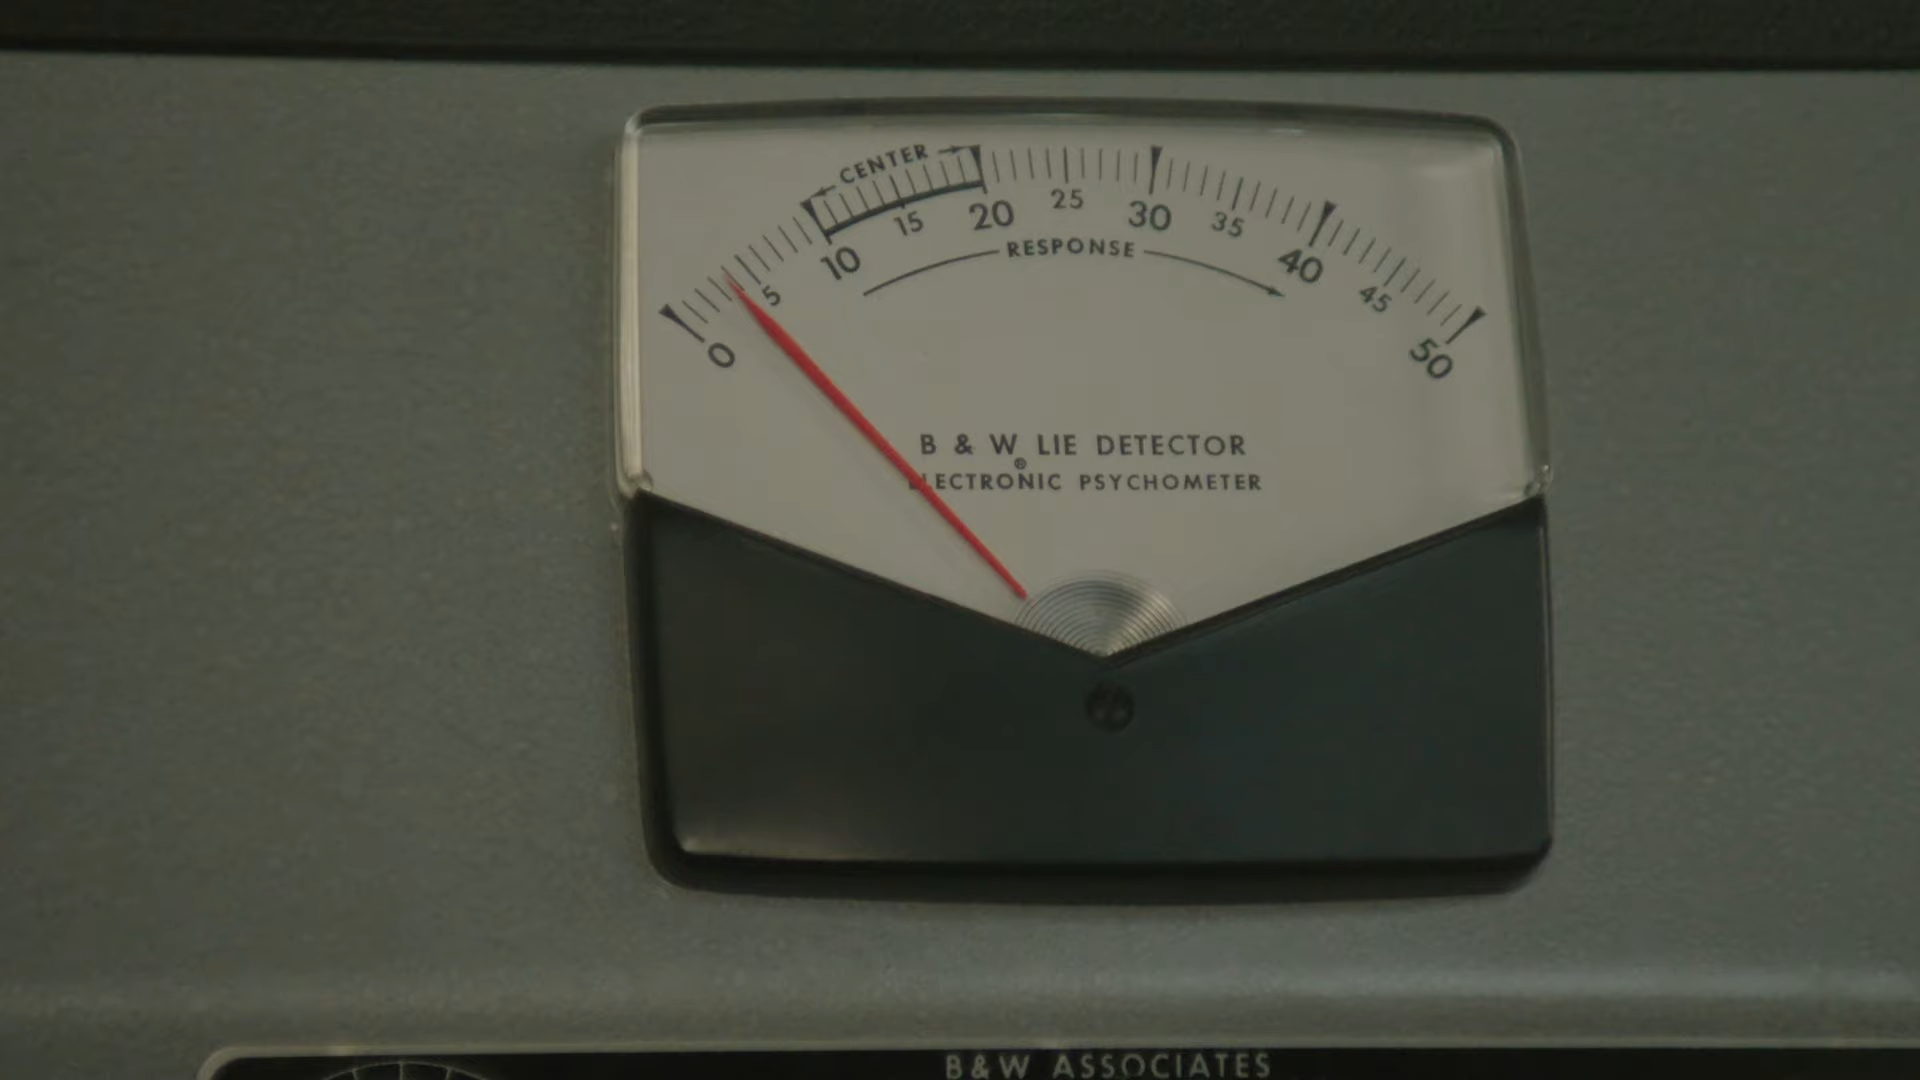 ← CENTER →
0 5 10 15 20 25 30 35 40 45 50
RESPONSE
B & W LIE DETECTOR
®
ELECTRONIC PSYCHOMETER
B&W ASSOCIATES